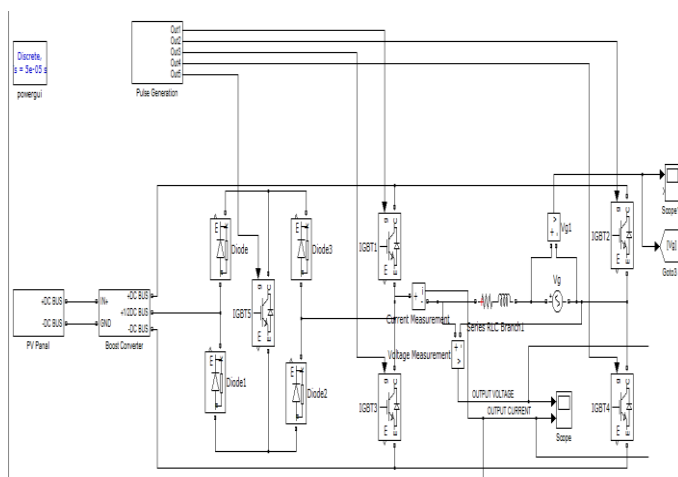 Discrete,
s = 5e-05 s
powergui
Out1
Out2
Out3
Out4
Out5
Pulse Generation
+DC BUS
-DC BUS
PV Panal
IN+
GND
+DC BUS
+1/2DC BUS
-DC BUS
Boost Converter
E
Diode
E
Diode3
g C
E
IGBT5
E
Diode1
E
Diode2
g C
E
IGBT1
g C
E
IGBT3
i
+ -
Current Measurement
Series RLC Branch1
v
+ -
Vg1
Vg
+
+ -
v
Voltage Measurement
OUTPUT VOLTAGE
OUTPUT CURRENT
Scope
g C
E
IGBT2
g C
E
IGBT4
[Vg]
Goto3